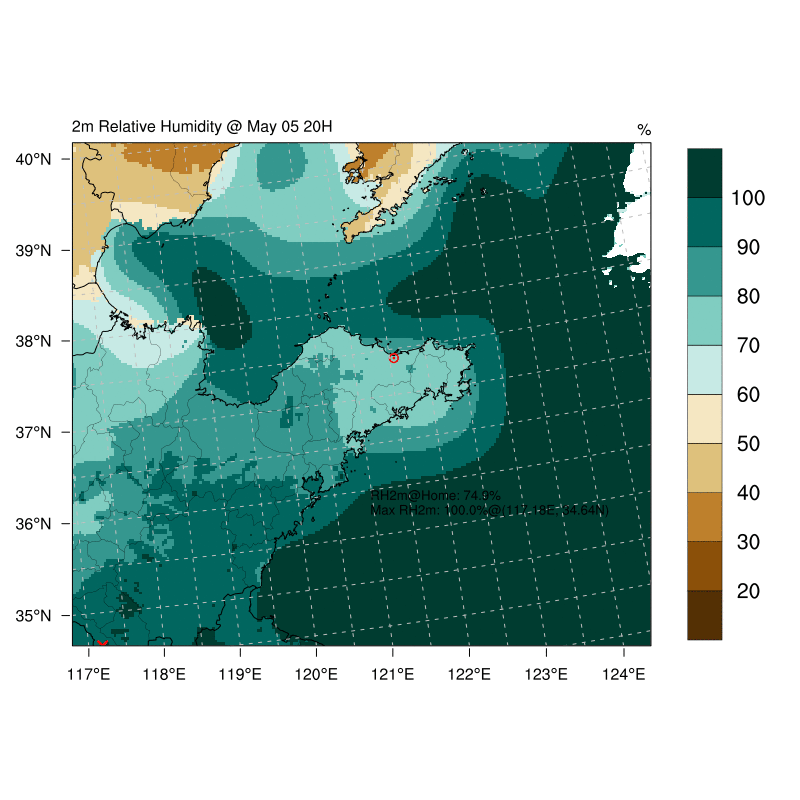 2m Relative Humidity @ May 05 20H
%
40°N
39°N
38°N
37°N
36°N
35°N
117°E 118°E 119°E 120°E 121°E 122°E 123°E 124°E
RH2m@Home: 74.9%
Max RH2m: 100.0%@(117.18E, 34.64N)
100
90
80
70
60
50
40
30
20